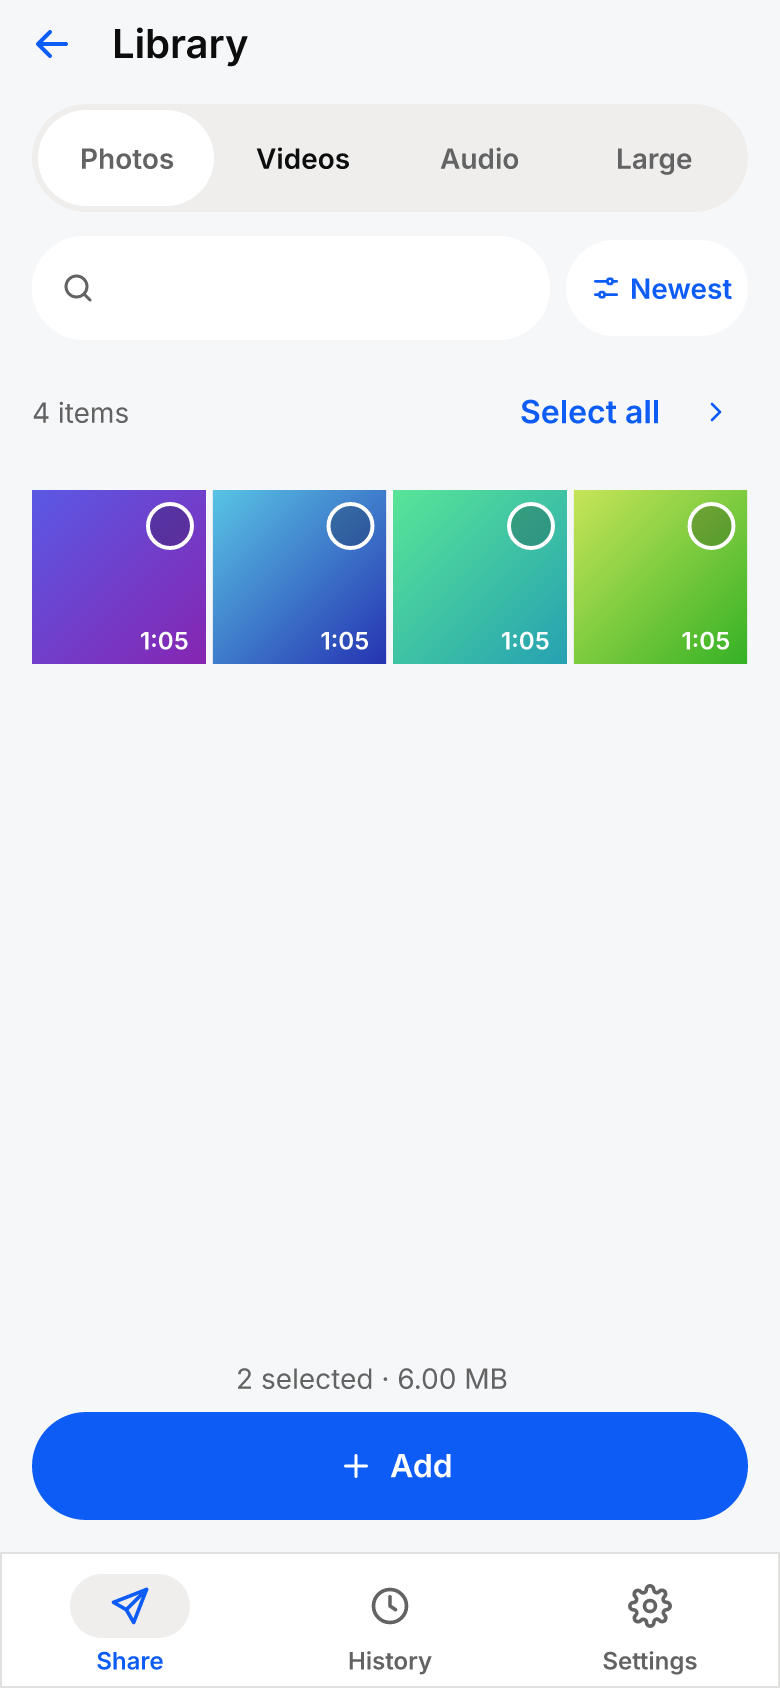 Library
Photos Videos Audio Large
Newest
4 items Select all
1:05 1:05 1:05 1:05
2 selected · 6.00 MB
Add
Share History Settings